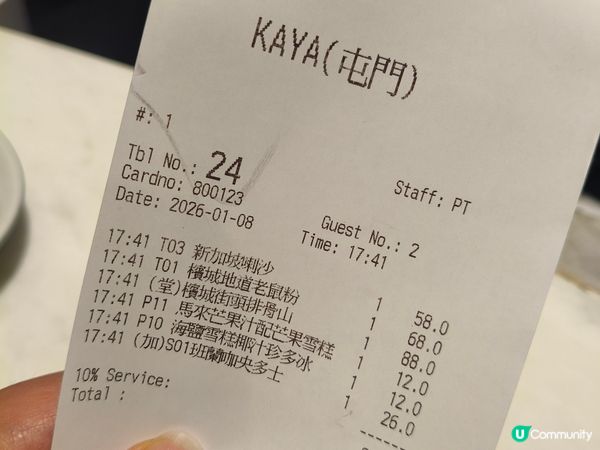 KAYA(屯門)
#: 1
Tbl No.: 24
Staff: PT
Cardno: 800123
Guest No.: 2
Date: 2026-01-08
Time: 17:41
17:41 T03 新加坡喇沙 1 58.0
17:41 T01 檳城地道老鼠粉 1 68.0
17:41 (堂)檳城街頭排骨山 1 88.0
17:41 P11 馬來芒果汁配芒果雪糕 1 12.0
17:41 P10 海鹽雪糕椰汁珍多冰 1 12.0
17:41 (加)S01班蘭咖央多士 1 26.0
10% Service:
Total :
U Community